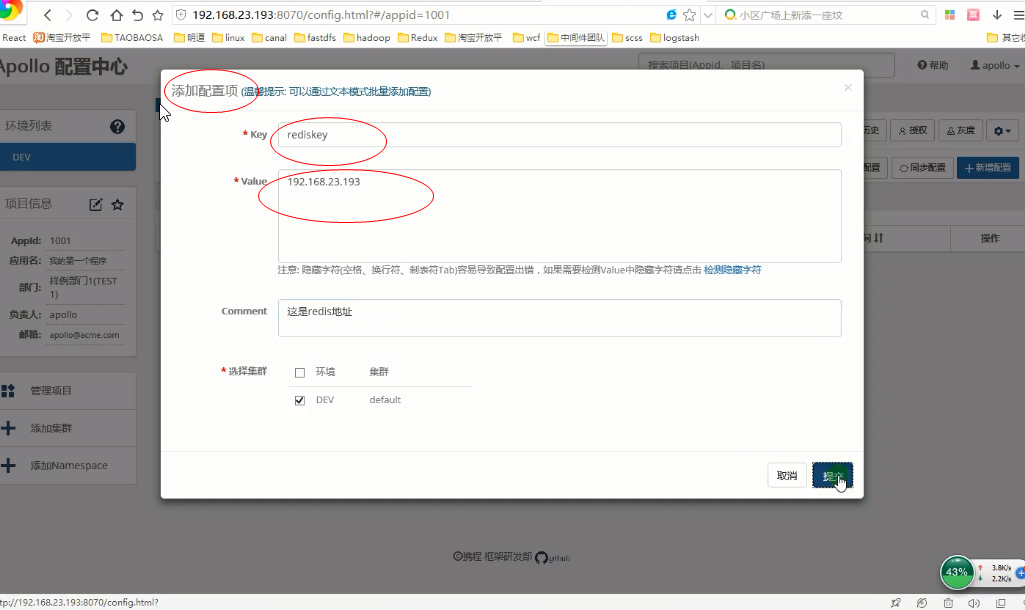 192.168.23.193:8070/config.html?#/appid=1001
小区广场上新添一座坟
React 淘宝开放平 TAOBAOSA 明道 linux canal fastdfs hadoop Redux 淘宝开放平 wcf 中间件团队 scss logstash 其它收
Apollo 配置中心
搜索项目(AppId、项目名)
帮助 apollo
添加配置项 (温馨提示: 可以通过文本模式批量添加配置) ×
环境列表
DEV
* Key rediskey
历史 授权 灰度
* Value 192.168.23.193
配置 同步配置 新增配置
项目信息
操作
AppId: 1001
应用名: 我的第一个程序
部门: 样例部门1(TEST
1)
负责人: apollo
邮箱: apollo@acme.com
注意: 隐藏字符(空格、换行符、制表符Tab)容易导致配置出错，如果需要检测Value中隐藏字符请点击 检测隐藏字符
Comment 这是redis地址
* 选择集群 环境 集群
DEV default
管理项目
添加集群
添加Namespace
取消 提交
©携程 框架研发部 github
43% 3.8K/s
2.2K/s
tp://192.168.23.193:8070/config.html?